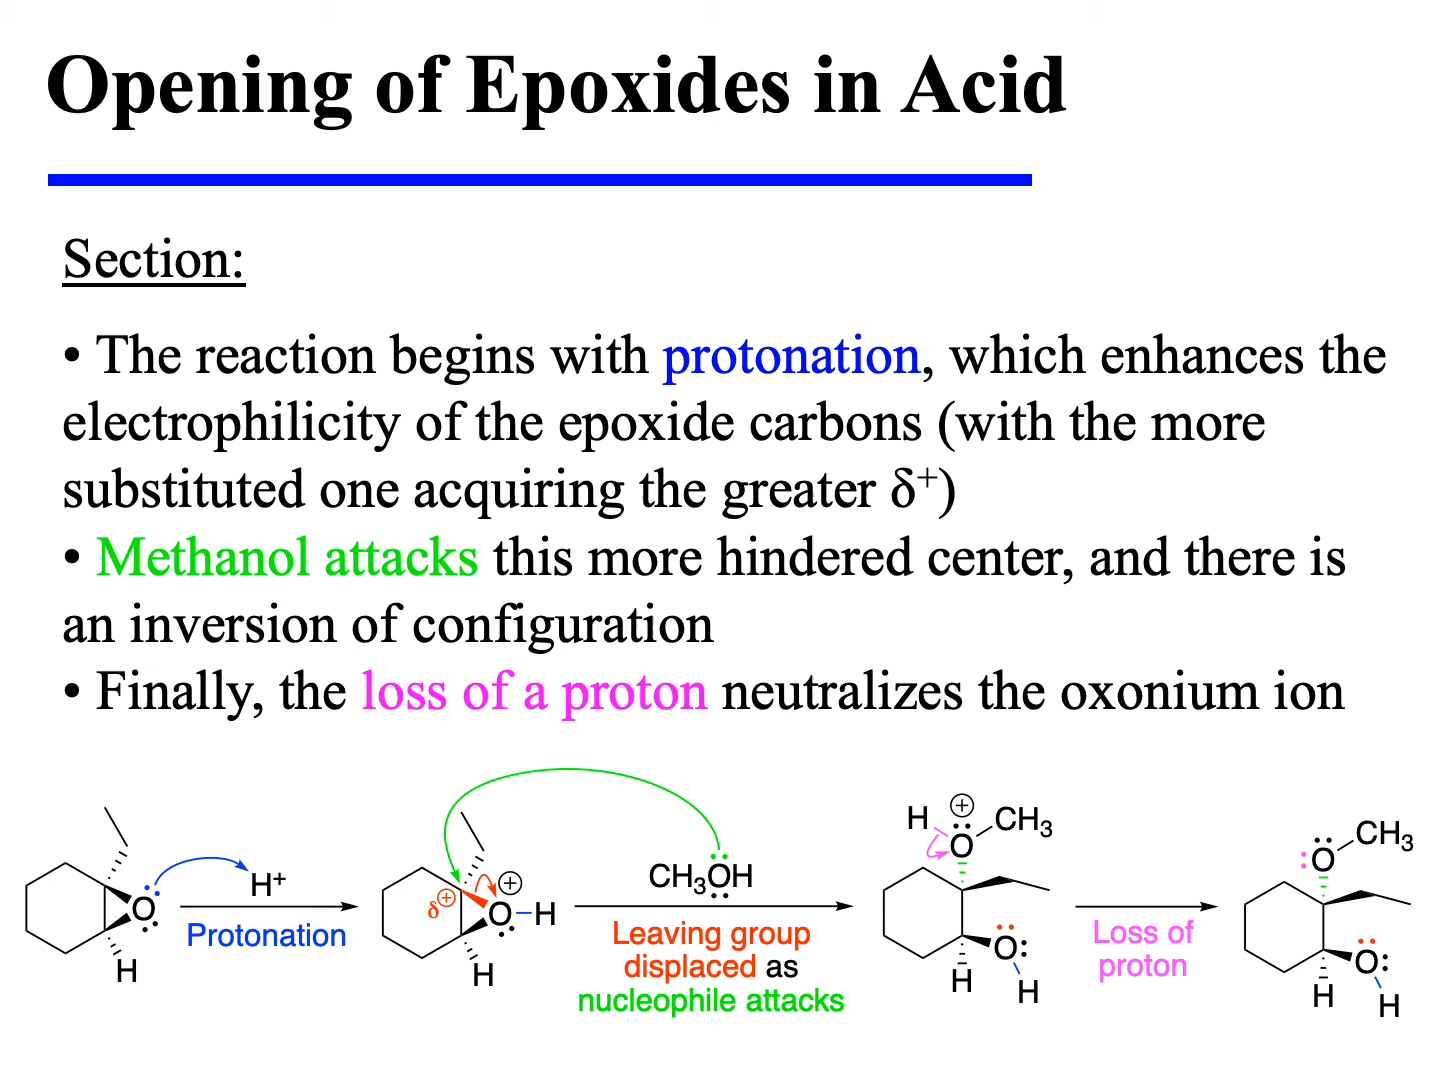 Opening of Epoxides in Acid
Section:
• The reaction begins with protonation, which enhances the
electrophilicity of the epoxide carbons (with the more
substituted one acquiring the greater δ⁺)
• Methanol attacks this more hindered center, and there is
an inversion of configuration
• Finally, the loss of a proton neutralizes the oxonium ion
O
H
H⁺
Protonation
δ⊕
⊕
O–H
H
CH₃OH
Leaving group
displaced as
nucleophile attacks
H
⊕
O
CH₃
O
H
H
Loss of
proton
O
CH₃
O
H
H